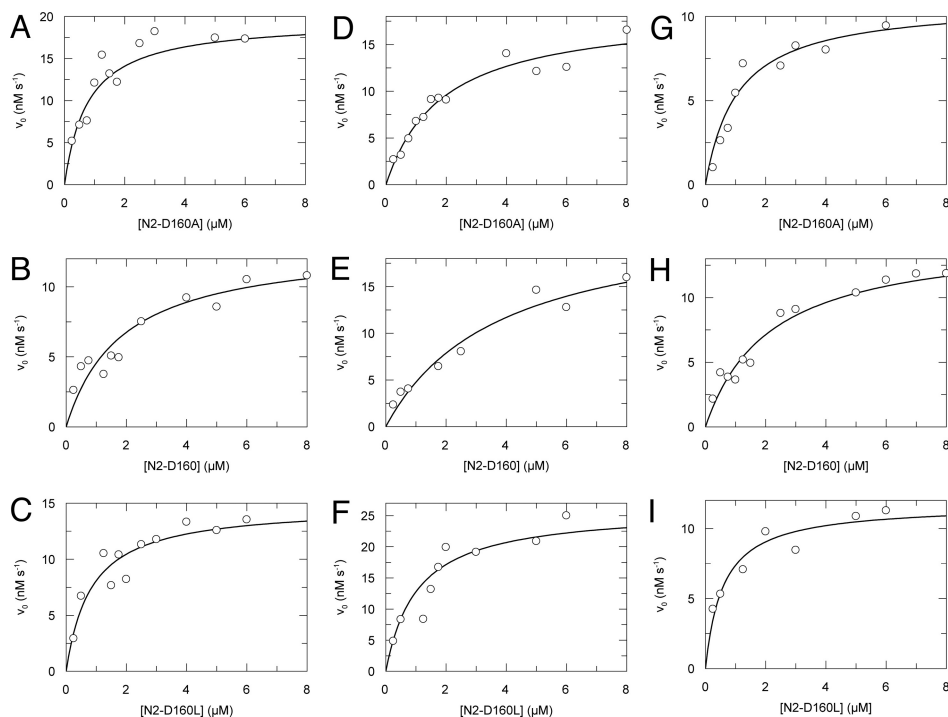 A
20
15
10
5
0
v₀ (nM s⁻¹)
0 2 4 6 8
[N2-D160A] (µM)
D
15
10
5
0
v₀ (nM s⁻¹)
0 2 4 6 8
[N2-D160A] (µM)
G
10
5
0
v₀ (nM s⁻¹)
0 2 4 6 8
[N2-D160A] (µM)
B
10
5
0
v₀ (nM s⁻¹)
0 2 4 6 8
[N2-D160] (µM)
E
15
10
5
0
v₀ (nM s⁻¹)
0 2 4 6 8
[N2-D160] (µM)
H
10
5
0
v₀ (nM s⁻¹)
0 2 4 6 8
[N2-D160] (µM]
C
15
10
5
0
v₀ (nM s⁻¹)
0 2 4 6 8
[N2-D160L] (µM)
F
25
20
15
10
5
0
v₀ (nM s⁻¹)
0 2 4 6 8
[N2-D160L] (µM)
I
10
5
0
v₀ (nM s⁻¹)
0 2 4 6 8
[N2-D160L] (µM]